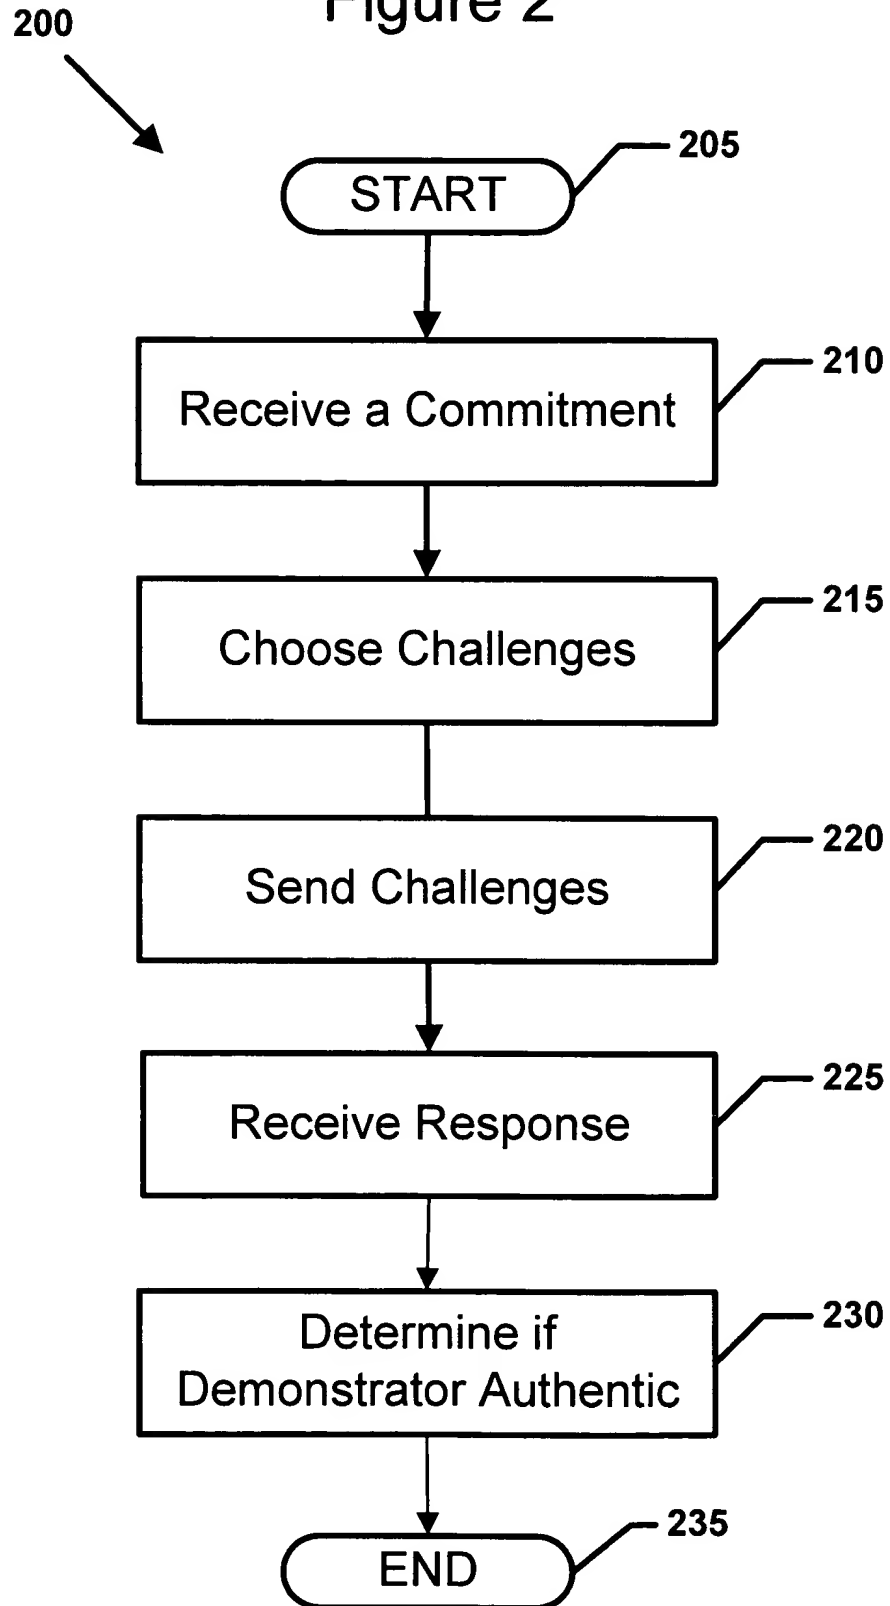 Figure 2
200
START
205
Receive a Commitment
210
Choose Challenges
215
Send Challenges
220
Receive Response
225
Determine if
Demonstrator Authentic
230
END
235